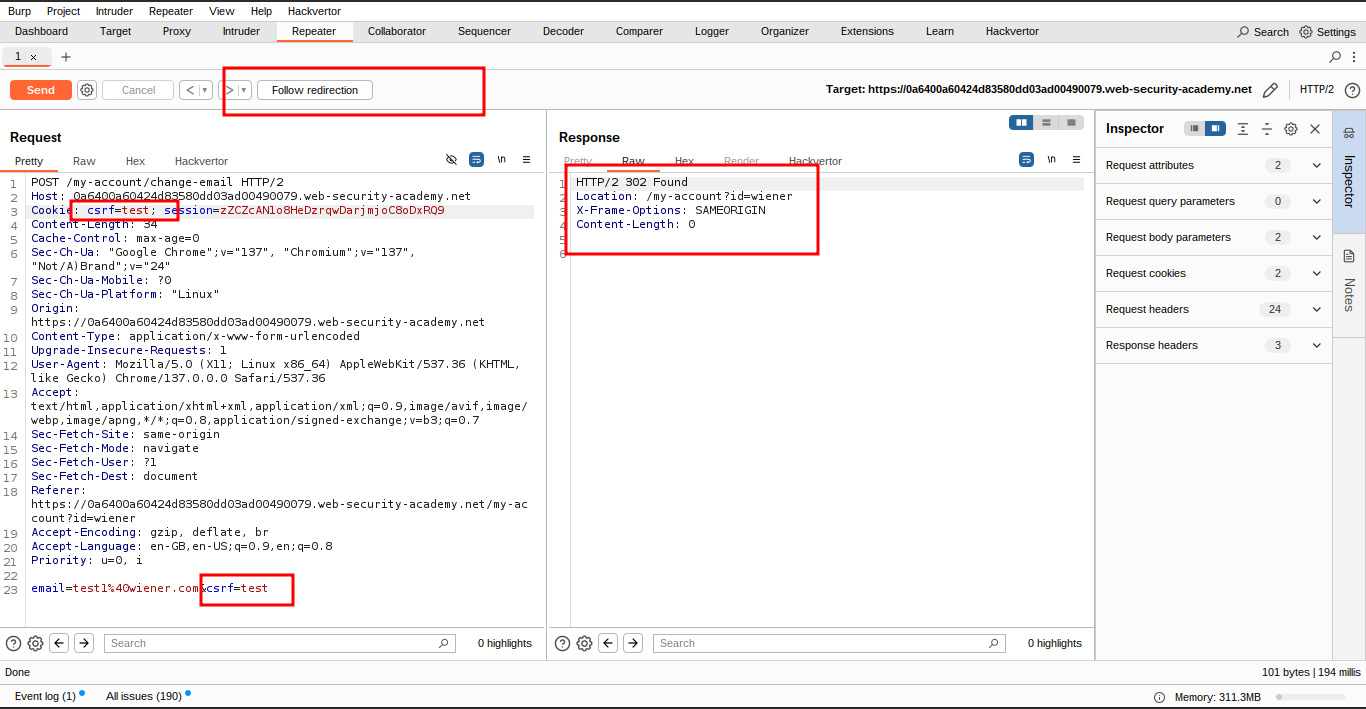 Burp Project Intruder Repeater View Help Hackvertor
Dashboard Target Proxy Intruder Repeater Collaborator Sequencer Decoder Comparer Logger Organizer Extensions Learn Hackvertor Search Settings
1 × +
Send Cancel < > Follow redirection Target: https://0a6400a60424d83580dd03ad00490079.web-security-academy.net HTTP/2
Request
Pretty Raw Hex Hackvertor \n
1 POST /my-account/change-email HTTP/2
2 Host: 0a6400a60424d83580dd03ad00490079.web-security-academy.net
3 Cookie: csrf=test; session=zZCZcAN1o8HeDzrqwDarjmjoC8oDxRQ9
4 Content-Length: 34
5 Cache-Control: max-age=0
6 Sec-Ch-Ua: "Google Chrome";v="137", "Chromium";v="137",
"Not/A)Brand";v="24"
7 Sec-Ch-Ua-Mobile: ?0
8 Sec-Ch-Ua-Platform: "Linux"
9 Origin:
https://0a6400a60424d83580dd03ad00490079.web-security-academy.net
10 Content-Type: application/x-www-form-urlencoded
11 Upgrade-Insecure-Requests: 1
12 User-Agent: Mozilla/5.0 (X11; Linux x86_64) AppleWebKit/537.36 (KHTML,
like Gecko) Chrome/137.0.0.0 Safari/537.36
13 Accept:
text/html,application/xhtml+xml,application/xml;q=0.9,image/avif,image/
webp,image/apng,*/*;q=0.8,application/signed-exchange;v=b3;q=0.7
14 Sec-Fetch-Site: same-origin
15 Sec-Fetch-Mode: navigate
16 Sec-Fetch-User: ?1
17 Sec-Fetch-Dest: document
18 Referer:
https://0a6400a60424d83580dd03ad00490079.web-security-academy.net/my-ac
count?id=wiener
19 Accept-Encoding: gzip, deflate, br
20 Accept-Language: en-GB,en-US;q=0.9,en;q=0.8
21 Priority: u=0, i
22
23 email=test1%40wiener.com&csrf=test
Search 0 highlights
Response
Pretty Raw Hex Render Hackvertor \n
1 HTTP/2 302 Found
2 Location: /my-account?id=wiener
3 X-Frame-Options: SAMEORIGIN
4 Content-Length: 0
5
6
Search 0 highlights
Inspector
Request attributes 2
Request query parameters 0
Request body parameters 2
Request cookies 2
Request headers 24
Response headers 3
Inspector
Notes
Done 101 bytes | 194 millis
Event log (1) All issues (190) Memory: 311.3MB